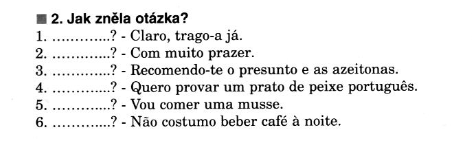 ■ 2. Jak zněla otázka?
1. .............? - Claro, trago-a já.
2. .............? - Com muito prazer.
3. .............? - Recomendo-te o presunto e as azeitonas.
4. .............? - Quero provar um prato de peixe português.
5. .............? - Vou comer uma musse.
6. .............? - Não costumo beber café à noite.